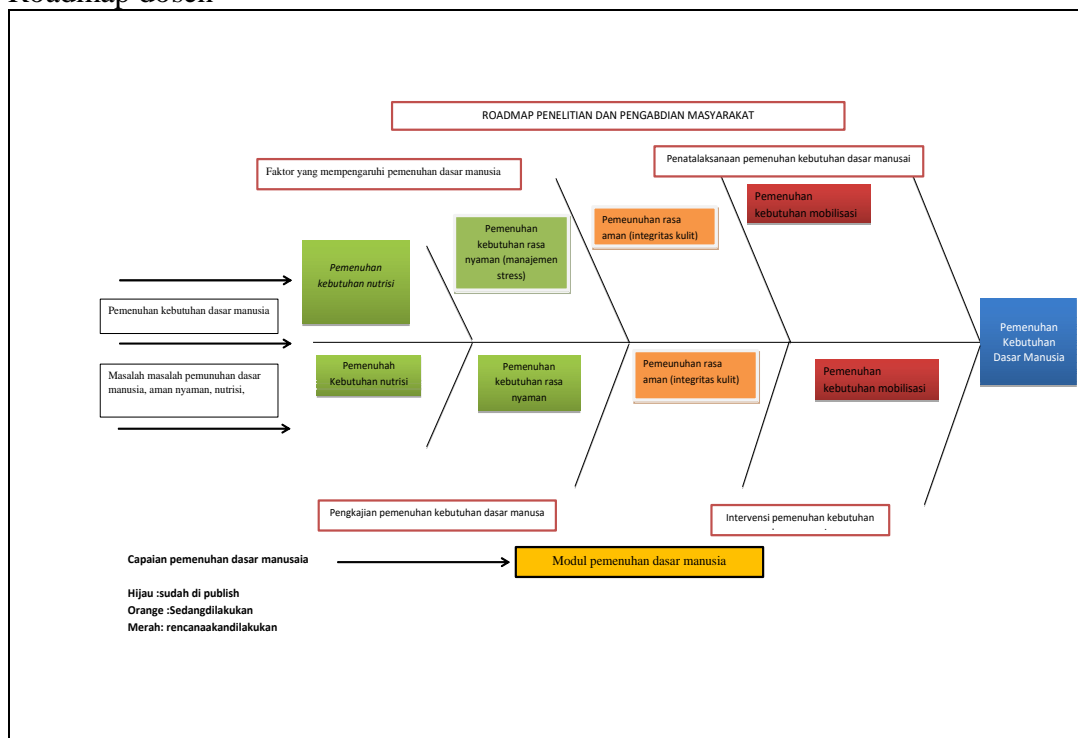 Roadmap dosen
ROADMAP PENELITIAN DAN PENGABDIAN MASYARAKAT
Faktor yang mempengaruhi pemenuhan dasar manusia
Penatalaksanaan pemenuhan kebutuhan dasar manusai
Pemenuhan
kebutuhan nutrisi
Pemenuhan
kebutuhan rasa
nyaman (manajemen
stress)
Pemeunuhan rasa
aman (integritas kulit)
Pemenuhan
kebutuhan mobilisasi
Pemenuhan kebutuhan dasar manusia
Masalah masalah pemunuhan dasar
manusia, aman nyaman, nutrisi,
Pemenuhah
Kebutuhan nutrisi
Pemenuhan
kebutuhan rasa
nyaman
Pemeunuhan rasa
aman (integritas kulit)
Pemenuhan
kebutuhan mobilisasi
Pemenuhan
Kebutuhan
Dasar Manusia
Pengkajian pemenuhan kebutuhan dasar manusa
Intervensi pemenuhan kebutuhan
Capaian pemenuhan dasar manusaia
Modul pemenuhan dasar manusia
Hijau :sudah di publish
Orange :Sedangdilakukan
Merah: rencanaakandilakukan